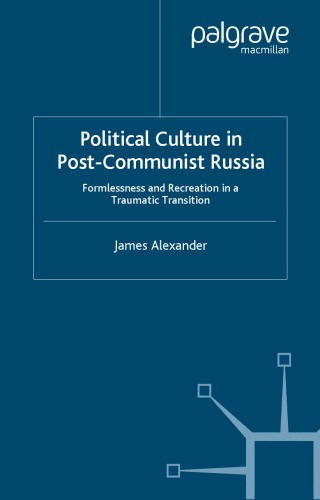 palgrave
macmillan
Political Culture in
Post-Communist Russia
Formlessness and Recreation in a
Traumatic Transition
James Alexander